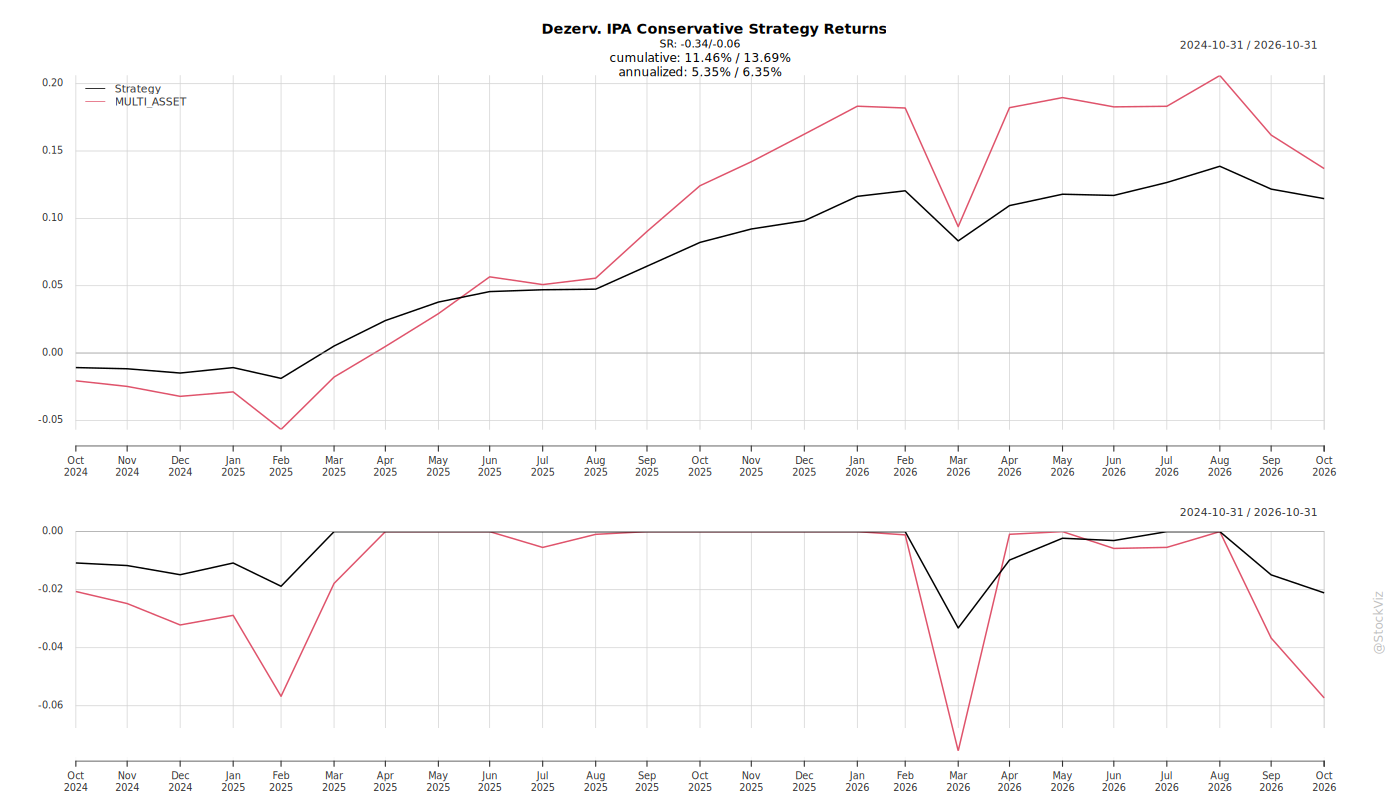 Dezerv. IPA Conservative Strategy Returns
SR: -0.34/-0.06
cumulative: 11.46% / 13.69%
annualized: 5.35% / 6.35%
2024-10-31 / 2026-10-31
Strategy
MULTI_ASSET
0.20
0.15
0.10
0.05
0.00
-0.05
Oct Nov Dec Jan Feb Mar Apr May Jun Jul Aug Sep Oct Nov Dec Jan Feb Mar Apr May Jun Jul Aug Sep Oct
2024 2024 2024 2025 2025 2025 2025 2025 2025 2025 2025 2025 2025 2025 2025 2026 2026 2026 2026 2026 2026 2026 2026 2026 2026
2024-10-31 / 2026-10-31
0.00
-0.02
-0.04
-0.06
Oct Nov Dec Jan Feb Mar Apr May Jun Jul Aug Sep Oct Nov Dec Jan Feb Mar Apr May Jun Jul Aug Sep Oct
2024 2024 2024 2025 2025 2025 2025 2025 2025 2025 2025 2025 2025 2025 2025 2026 2026 2026 2026 2026 2026 2026 2026 2026 2026
@StockViz